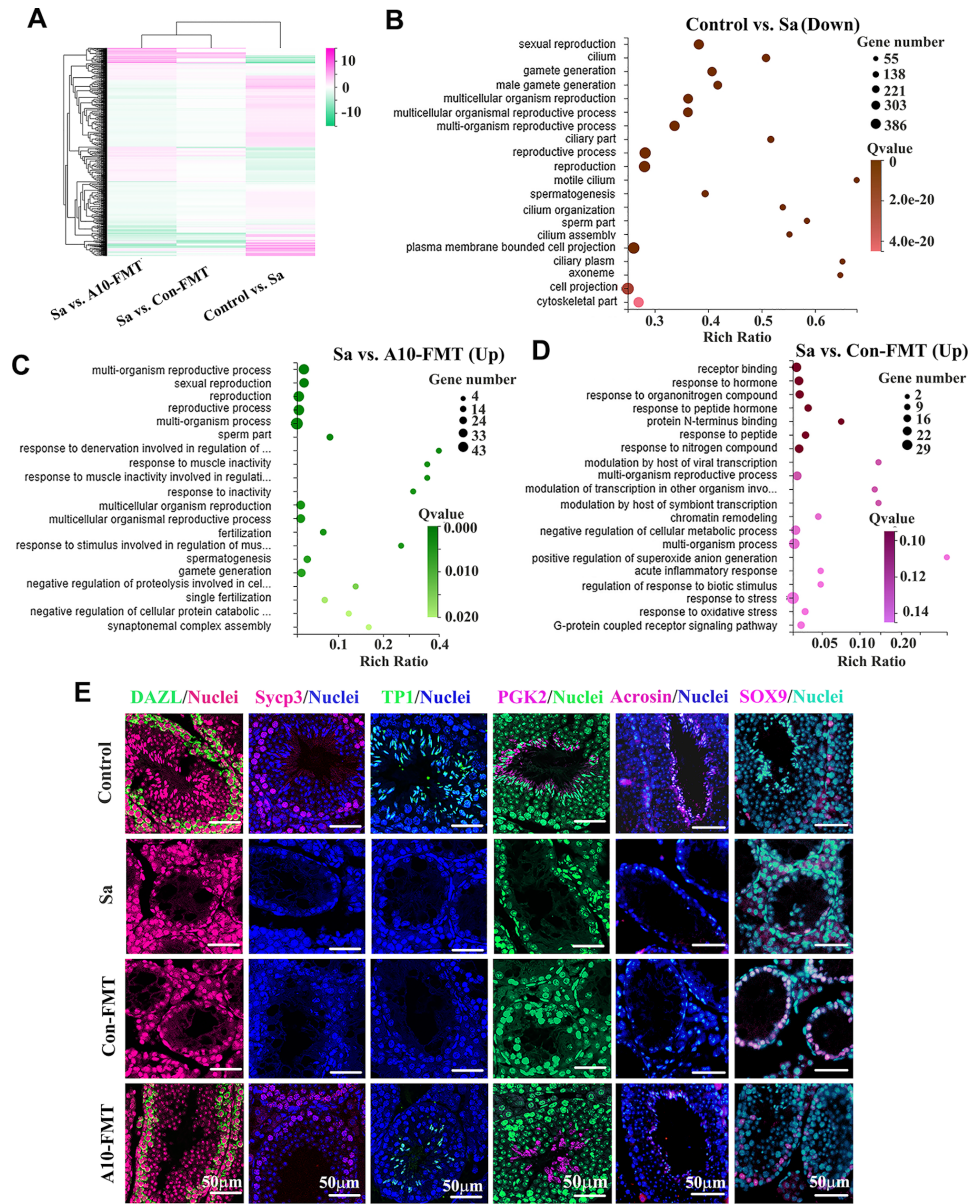 A
10
0
-10
Sa vs. A10-FMT
Sa vs. Con-FMT
Control vs. Sa
B
Control vs. Sa (Down)
sexual reproduction
cilium
gamete generation
male gamete generation
multicellular organism reproduction
multicellular organismal reproductive process
multi-organism reproductive process
ciliary part
reproductive process
reproduction
motile cilium
spermatogenesis
cilium organization
sperm part
cilium assembly
plasma membrane bounded cell projection
ciliary plasm
axoneme
cell projection
cytoskeletal part
0.3
0.4
0.5
0.6
Rich Ratio
Gene number
55
138
221
303
386
Qvalue
0
2.0e-20
4.0e-20
C
Sa vs. A10-FMT (Up)
multi-organism reproductive process
sexual reproduction
reproduction
reproductive process
multi-organism process
sperm part
response to denervation involved in regulation of ...
response to muscle inactivity
response to muscle inactivity involved in regulati...
response to inactivity
multicellular organism reproduction
multicellular organismal reproductive process
fertilization
response to stimulus involved in regulation of mus...
spermatogenesis
gamete generation
negative regulation of proteolysis involved in cel...
single fertilization
negative regulation of cellular protein catabolic ...
synaptonemal complex assembly
0.1
0.2
0.4
Rich Ratio
Gene number
4
14
24
33
43
Qvalue
0.000
0.010
0.020
D
Sa vs. Con-FMT (Up)
receptor binding
response to hormone
response to organonitrogen compound
response to peptide hormone
protein N-terminus binding
response to peptide
response to nitrogen compound
modulation by host of viral transcription
multi-organism reproductive process
modulation of transcription in other organism invo...
modulation by host of symbiont transcription
chromatin remodeling
negative regulation of cellular metabolic process
multi-organism process
positive regulation of superoxide anion generation
acute inflammatory response
regulation of response to biotic stimulus
response to stress
response to oxidative stress
G-protein coupled receptor signaling pathway
0.05
0.10
0.20
Rich Ratio
Gene number
2
9
16
22
29
Qvalue
0.10
0.12
0.14
E
DAZL/Nuclei
Sycp3/Nuclei
TP1/Nuclei
PGK2/Nuclei
Acrosin/Nuclei
SOX9/Nuclei
Control
Sa
Con-FMT
A10-FMT
50μm
50μm
50μm
50μm
50μm
50μm